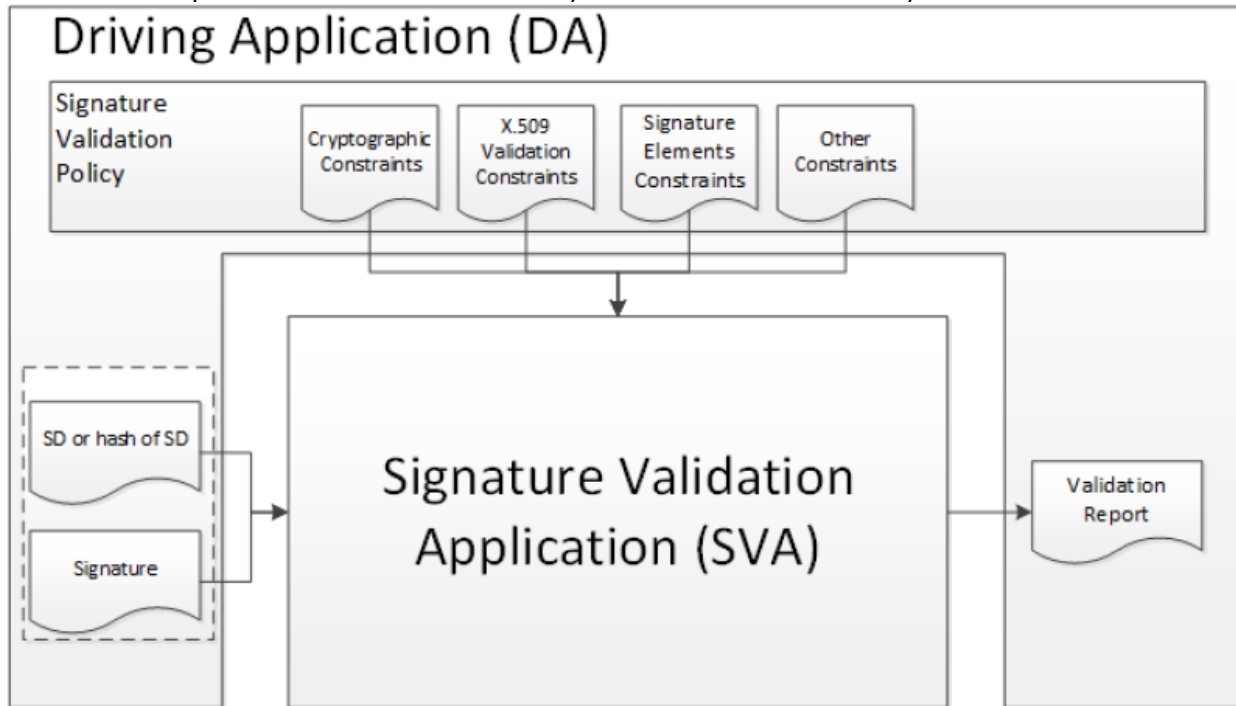 Driving Application (DA)
Signature
Validation
Policy
Cryptographic
Constraints
X.509
Validation
Constraints
Signature
Elements
Constraints
Other
Constraints
SD or hash of SD
Signature
Signature Validation
Application (SVA)
Validation
Report